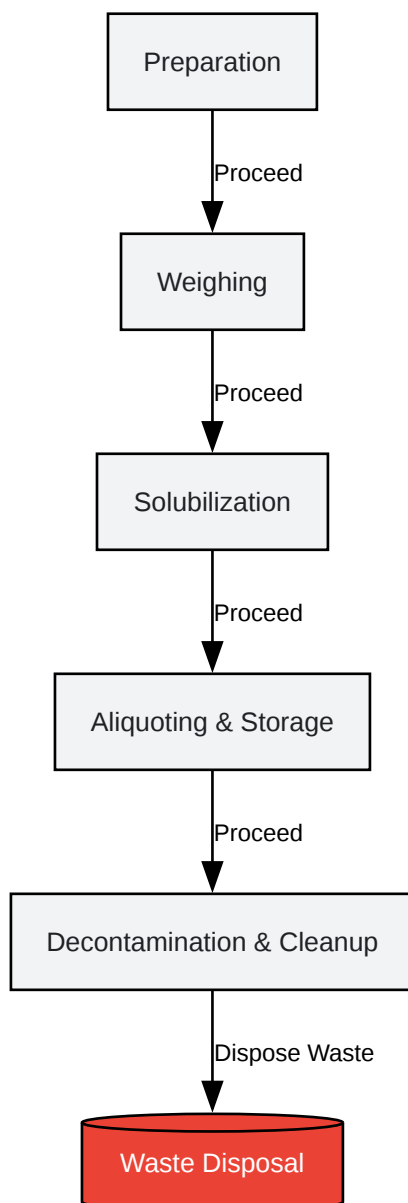 Preparation
Proceed
Weighing
Proceed
Solubilization
Proceed
Aliquoting & Storage
Proceed
Decontamination & Cleanup
Dispose Waste
Waste Disposal